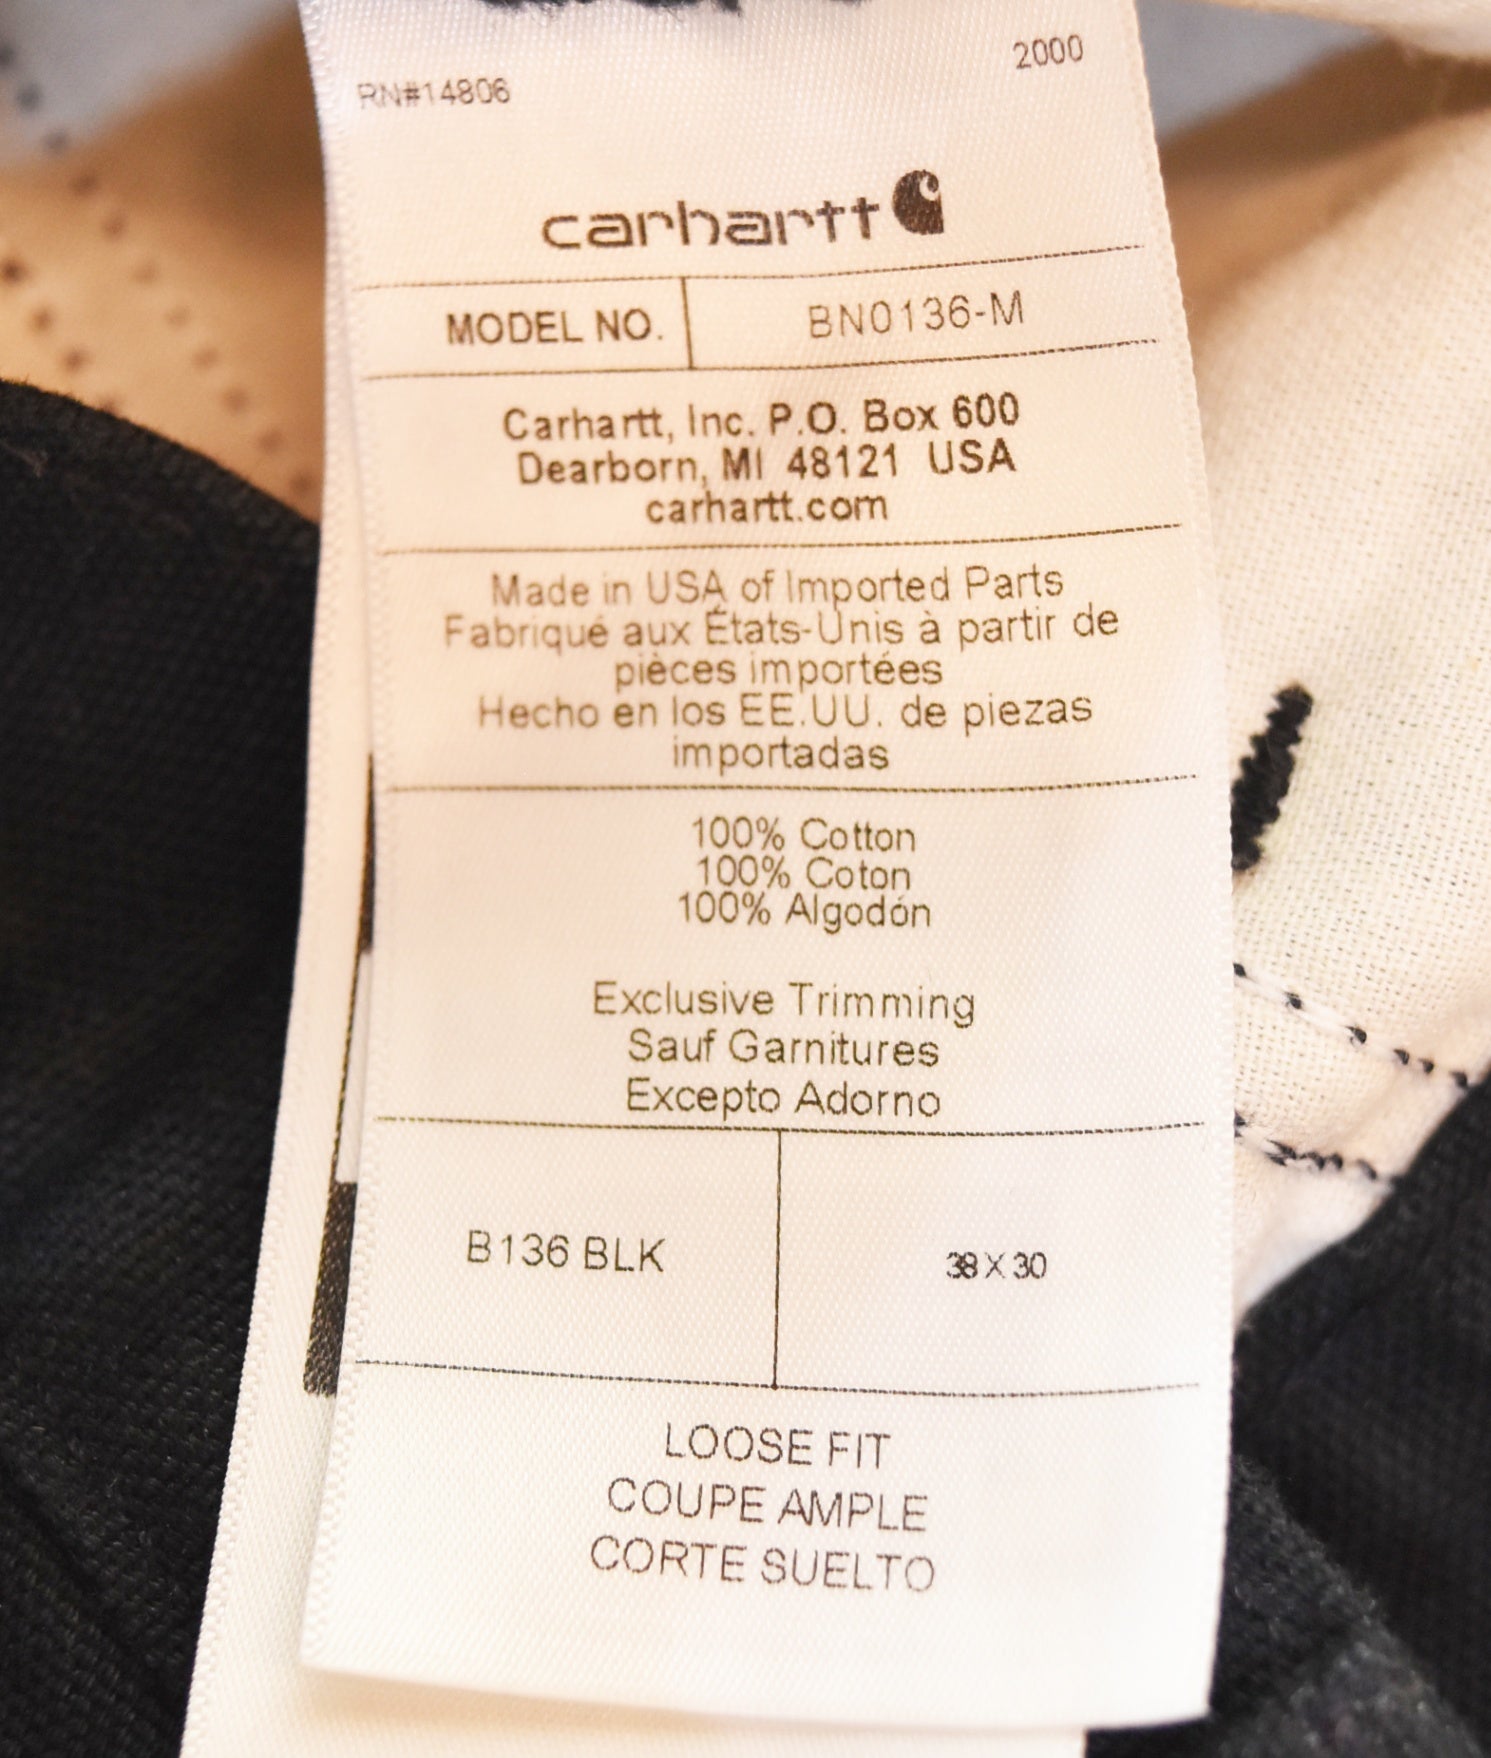 2000
RN#14806
carhartt
MODEL NO. BN0136-M
Carhartt, Inc. P.O. Box 600
Dearborn, MI 48121 USA
carhartt.com
Made in USA of Imported Parts
Fabriqué aux États-Unis à partir de
pièces importées
Hecho en los EE.UU. de piezas
importadas
100% Cotton
100% Coton
100% Algodón
Exclusive Trimming
Sauf Garnitures
Excepto Adorno
B136 BLK 38 X 30
LOOSE FIT
COUPE AMPLE
CORTE SUELTO